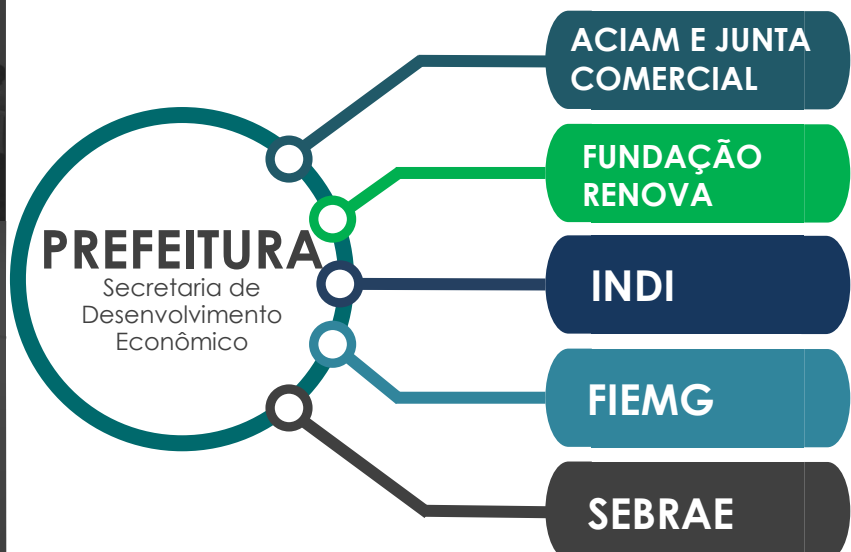 PREFEITURA
Secretaria de
Desenvolvimento
Econômico
ACIAM E JUNTA
COMERCIAL
FUNDAÇÃO
RENOVA
INDI
FIEMG
SEBRAE